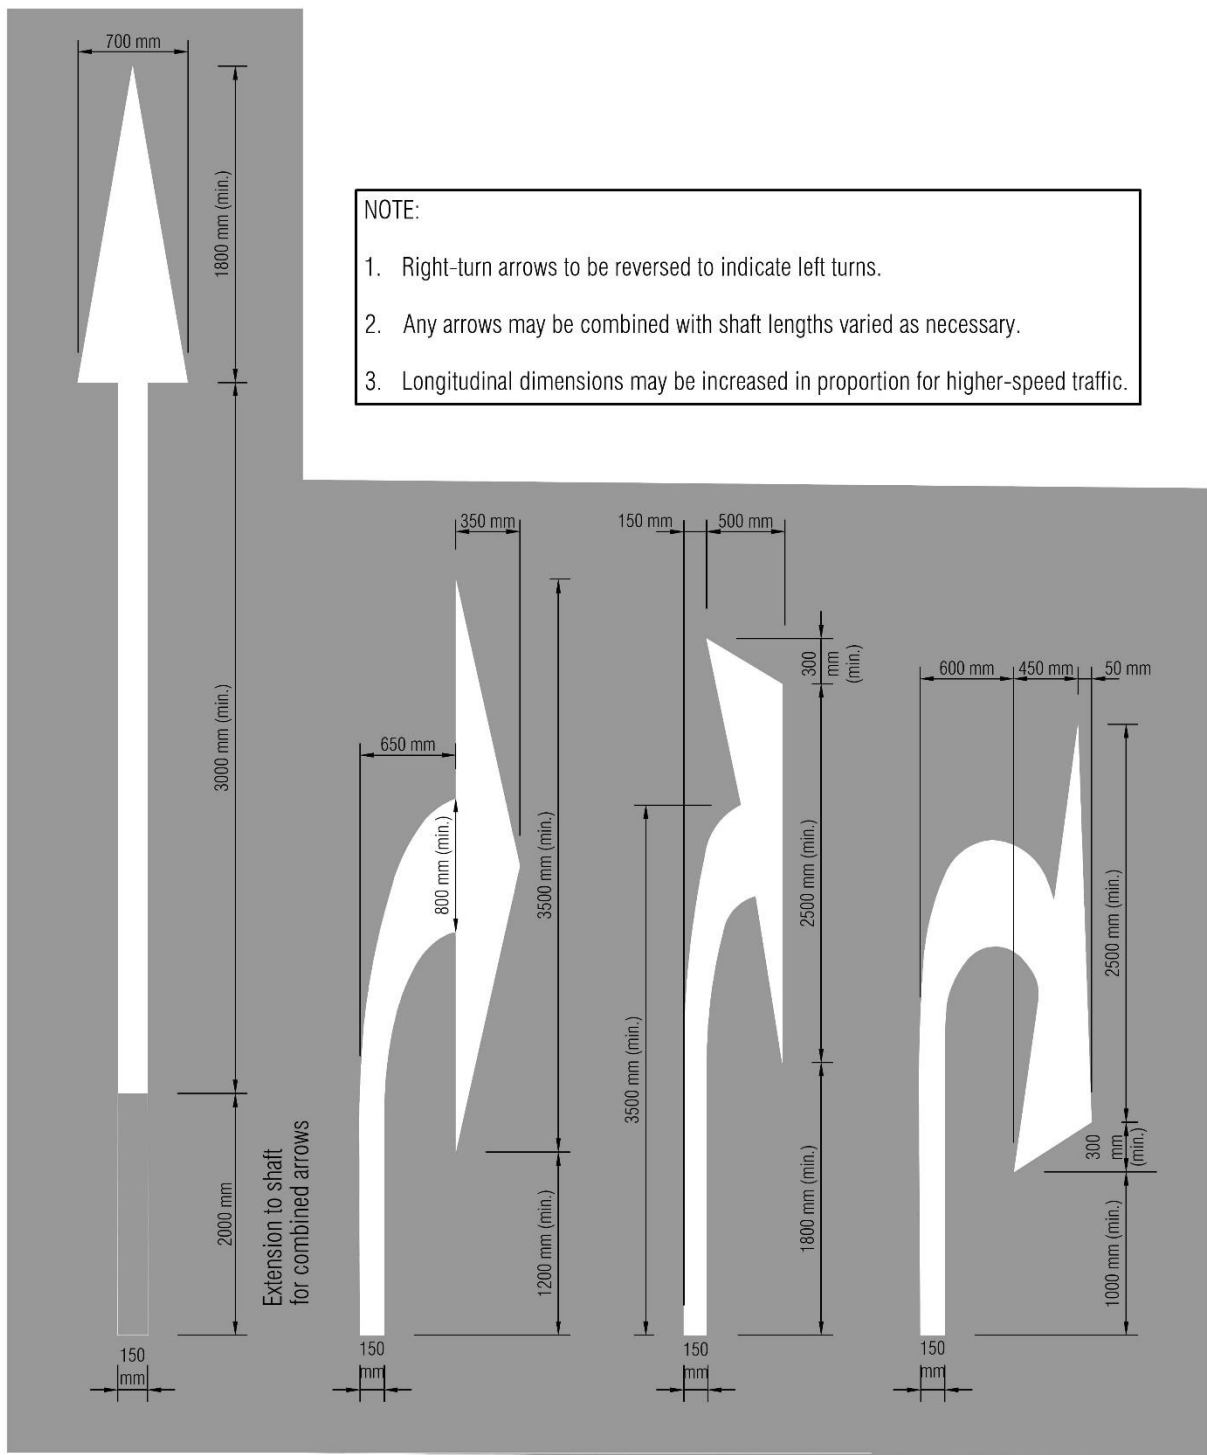 700 mm
1800 mm (min.)
NOTE:
1. Right-turn arrows to be reversed to indicate left turns.
2. Any arrows may be combined with shaft lengths varied as necessary.
3. Longitudinal dimensions may be increased in proportion for higher-speed traffic.
3000 mm (min.)
2000 mm
Extension to shaft
for combined arrows
150
mm
350 mm
650 mm
800 mm (min.)
3500 mm (min.)
1200 mm (min.)
150
mm
150 mm
500 mm
300
mm
(min.)
3500 mm (min.)
2500 mm (min.)
1800 mm (min.)
150
mm
600 mm
450 mm
50 mm
2500 mm (min.)
300
mm
(min.)
1000 mm (min.)
150
mm